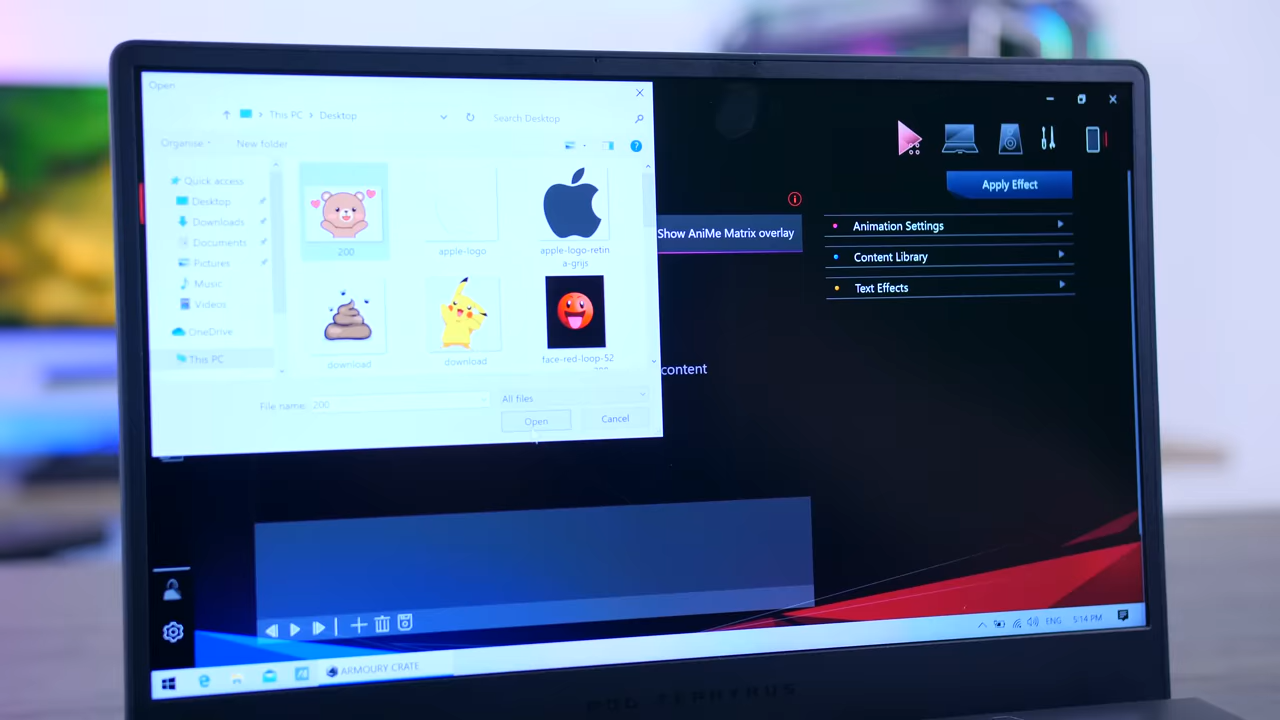 Open
This PC > Desktop
Search Desktop
Organise
New folder
?
Quick access
Desktop
Downloads
Documents
Pictures
Music
Videos
OneDrive
This PC
200
apple-logo
apple-logo-retin
a-grijs
download
download
face-red-loop-52
File name: 200
All files
Open
Cancel
Show AniMe Matrix overlay
content
Apply Effect
Animation Settings
Content Library
Text Effects
ARMOURY CRATE
ENG
5:14 PM
ROG ZEPHYRUS